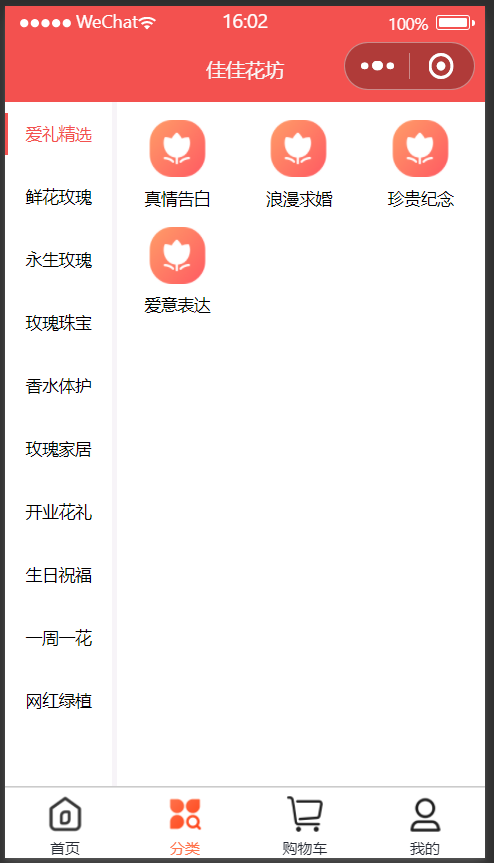 WeChat 16:02 100%
佳佳花坊
爱礼精选
鲜花玫瑰
永生玫瑰
玫瑰珠宝
香水体护
玫瑰家居
开业花礼
生日祝福
一周一花
网红绿植
真情告白 浪漫求婚 珍贵纪念
爱意表达
首页 分类 购物车 我的